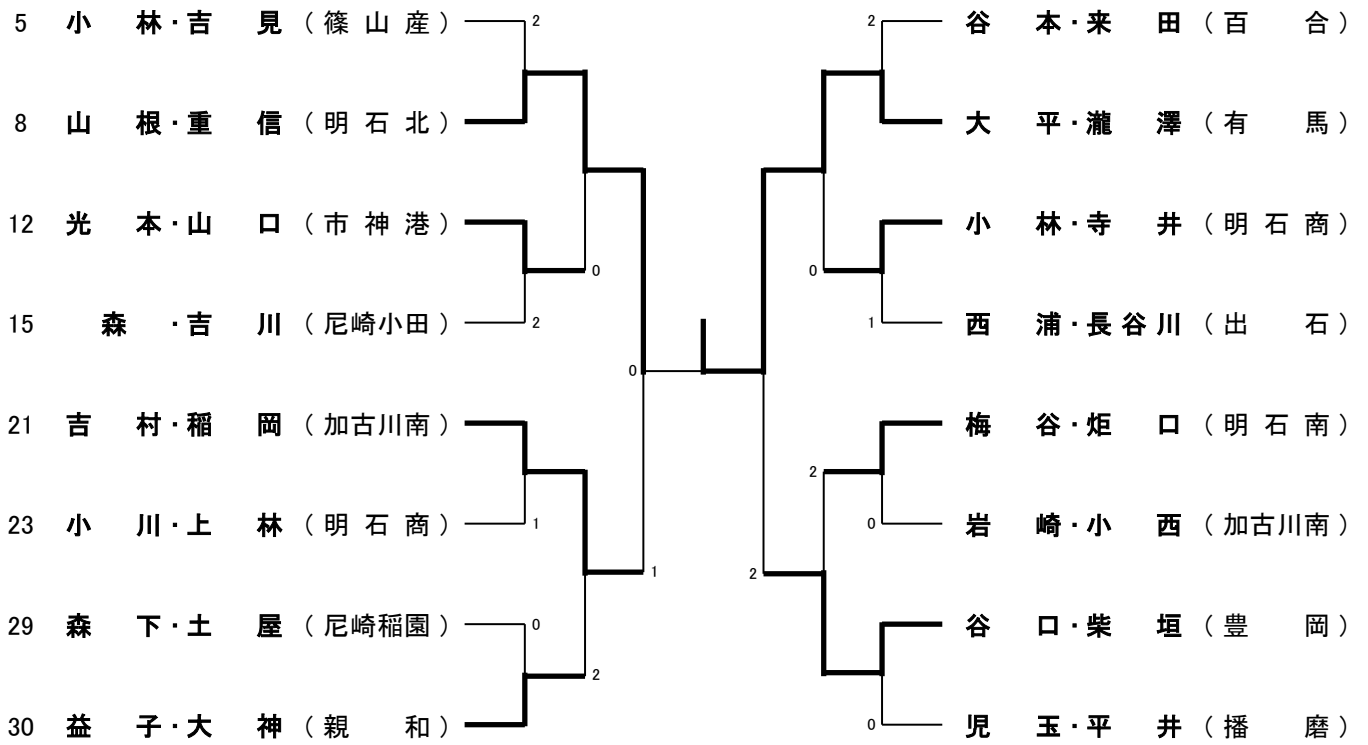 5 小林・吉見（篠山産） 2
8 山根・重信（明石北）
12 光本・山口（市神港）
0
15 森・吉川（尼崎小田） 2
0
21 吉村・稲岡（加古川南）
23 小川・上林（明石商） 1
1
29 森下・土屋（尼崎稲園） 0
2
30 益子・大神（親和）
2 谷本・来田（百合）
大平・瀧澤（有馬）
小林・寺井（明石商）
0
1 西浦・長谷川（出石）
梅谷・炬口（明石南）
2
0 岩崎・小西（加古川南）
2
谷口・柴垣（豊岡）
0 児玉・平井（播磨）